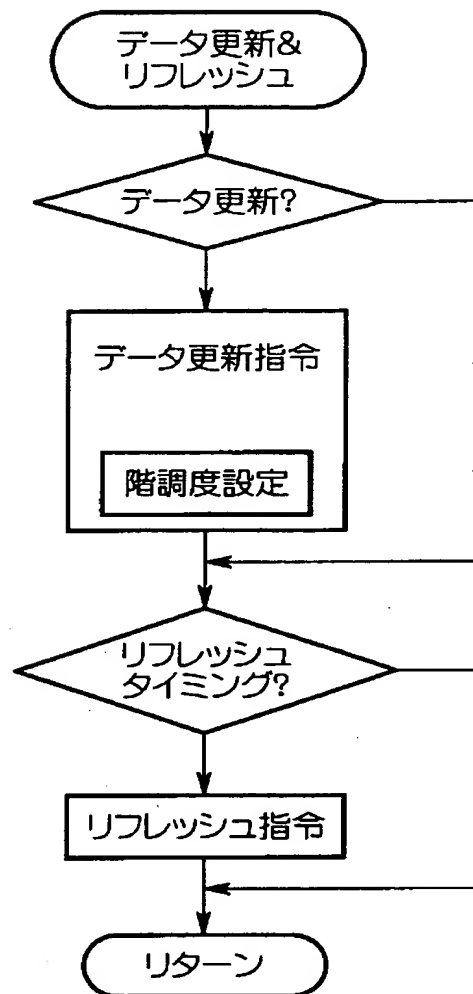 データ更新&
リフレッシュ
データ更新?
データ更新指令
階調度設定
リフレッシュ
タイミング?
リフレッシュ指令
リターン